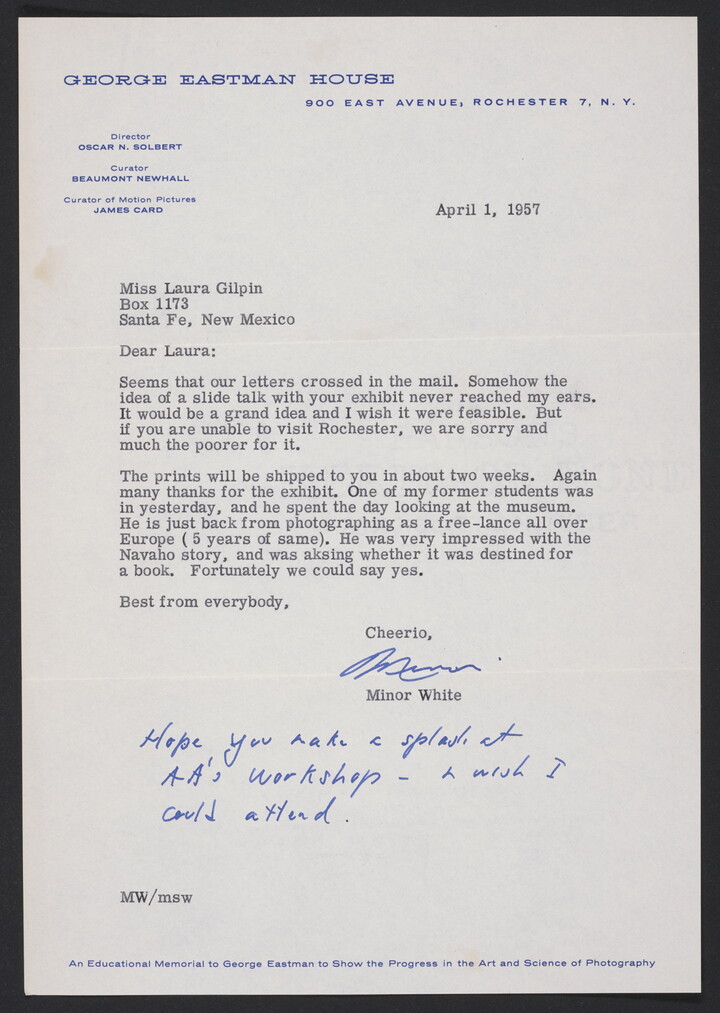 GEORGE EASTMAN HOUSE
900 EAST AVENUE, ROCHESTER 7, N. Y.
Director
OSCAR N. SOLBERT
Curator
BEAUMONT NEWHALL
Curator of Motion Pictures
JAMES CARD
April 1, 1957
Miss Laura Gilpin
Box 1173
Santa Fe, New Mexico
Dear Laura:
Seems that our letters crossed in the mail. Somehow the
idea of a slide talk with your exhibit never reached my ears.
It would be a grand idea and I wish it were feasible. But
if you are unable to visit Rochester, we are sorry and
much the poorer for it.
The prints will be shipped to you in about two weeks. Again
many thanks for the exhibit. One of my former students was
in yesterday, and he spent the day looking at the museum.
He is just back from photographing as a free-lance all over
Europe ( 5 years of same). He was very impressed with the
Navaho story, and was aksing whether it was destined for
a book. Fortunately we could say yes.
Best from everybody,
Cheerio,
Minor
Minor White
Hope you make a splash at
AA's workshop - & wish I
could attend.
MW/msw
An Educational Memorial to George Eastman to Show the Progress in the Art and Science of Photography